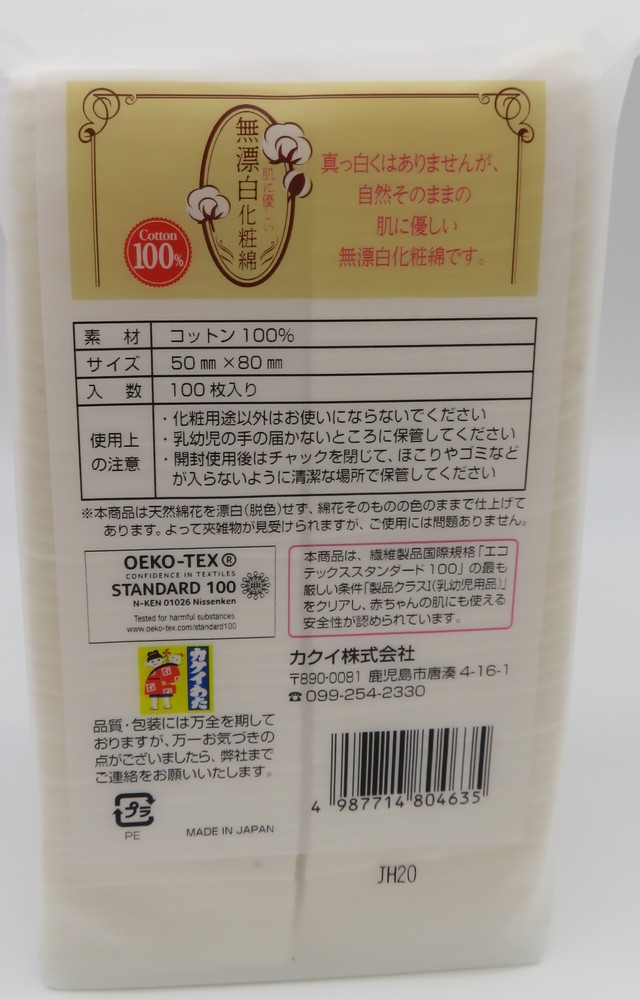 無漂白化粧綿
肌に優しい
Cotton
100%
真っ白くはありませんが、
自然そのままの
肌に優しい
無漂白化粧綿です。
素 材 コットン100%
サイズ 50㎜×80㎜
入 数 100枚入り
使用上の注意
・化粧用途以外はお使いにならないでください
・乳幼児の手の届かないところに保管してください
・開封使用後はチャックを閉じて、ほこりやゴミなど
が入らないように清潔な場所で保管してください
※本商品は天然綿花を漂白(脱色)せず、綿花そのものの色のままで仕上げて
あります。よって夾雑物が見受けられますが、ご使用には問題ありません。
OEKO-TEX®
CONFIDENCE IN TEXTILES
STANDARD 100
N-KEN 01026 Nissenken
Tested for harmful substances.
www.oeko-tex.com/standard100
本商品は、繊維製品国際規格「エコ
テックススタンダード100」の最も
厳しい条件「製品クラスⅠ(乳幼児用品)」
をクリアし、赤ちゃんの肌にも使える
安全性が認められています。
カクイわた
カクイ株式会社
〒890-0081 鹿児島市唐湊4-16-1
☎099-254-2330
品質・包装には万全を期して
おりますが、万一お気づきの
点がございましたら、弊社まで
ご連絡をお願いいたします。
プラ
PE
MADE IN JAPAN
4 987714 804635
JH20